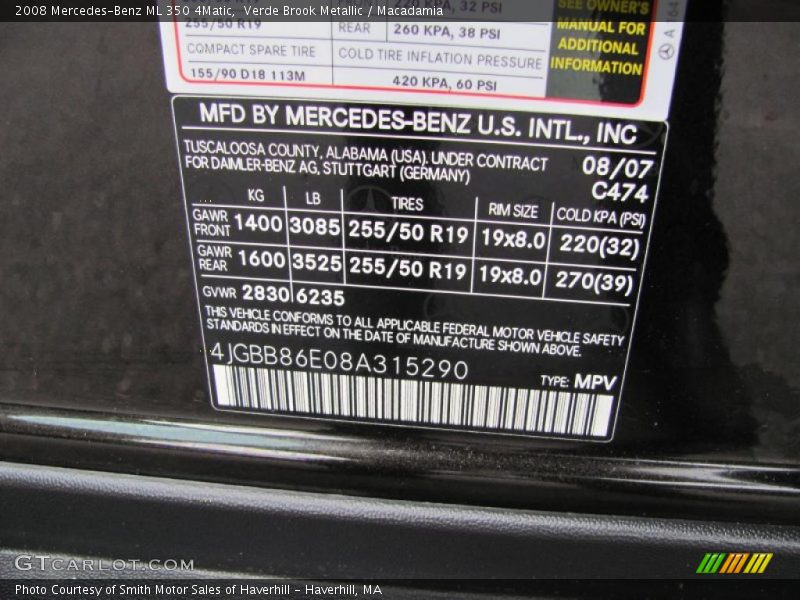 2008 Mercedes-Benz ML 350 4Matic, Verde Brook Metallic / Macadamia
270 KPA, 32 PSI
255/50 R19 REAR 260 KPA, 38 PSI
COMPACT SPARE TIRE COLD TIRE INFLATION PRESSURE
155/90 D18 113M 420 KPA, 60 PSI
SEE OWNER'S
MANUAL FOR
ADDITIONAL
INFORMATION
MFD BY MERCEDES-BENZ U.S. INTL., INC
TUSCALOOSA COUNTY, ALABAMA (USA), UNDER CONTRACT 08/07
FOR DAIMLER-BENZ AG, STUTTGART (GERMANY) C474
KG LB TIRES RIM SIZE COLD KPA (PSI)
GAWR FRONT 1400 3085 255/50 R19 19x8.0 220(32)
GAWR REAR 1600 3525 255/50 R19 19x8.0 270(39)
GVWR 2830 6235
THIS VEHICLE CONFORMS TO ALL APPLICABLE FEDERAL MOTOR VEHICLE SAFETY
STANDARDS IN EFFECT ON THE DATE OF MANUFACTURE SHOWN ABOVE.
4JGBB86E08A315290
TYPE: MPV
GTCARLOT.COM
Photo Courtesy of Smith Motor Sales of Haverhill - Haverhill, MA